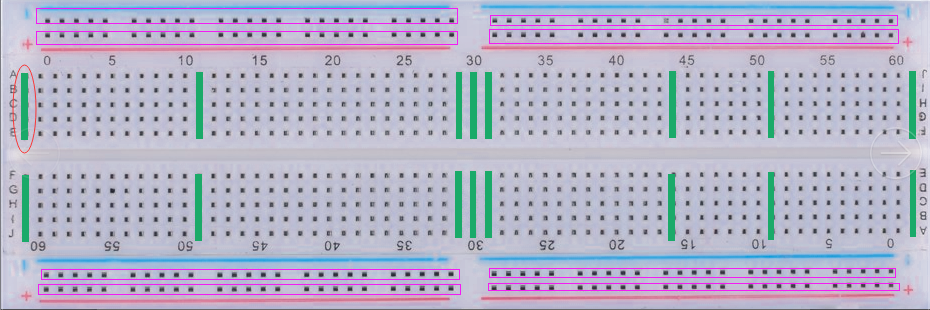 + +
0 5 10 15 20 25 30 35 40 45 50 55 60
A J
B I
C H
D G
E F
F E
G D
H C
I B
J A
60 55 50 45 40 35 30 25 20 15 10 5 0
+ +